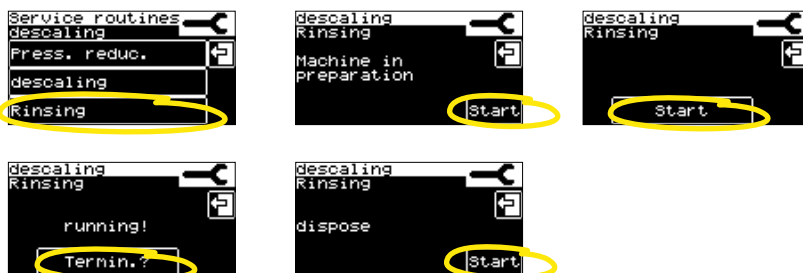 Service routines
descaling
Press. reduc.
descaling
Rinsing
descaling
Rinsing
Machine in
preparation
Start
descaling
Rinsing
Start
descaling
Rinsing
running!
Termin.?
descaling
Rinsing
dispose
Start